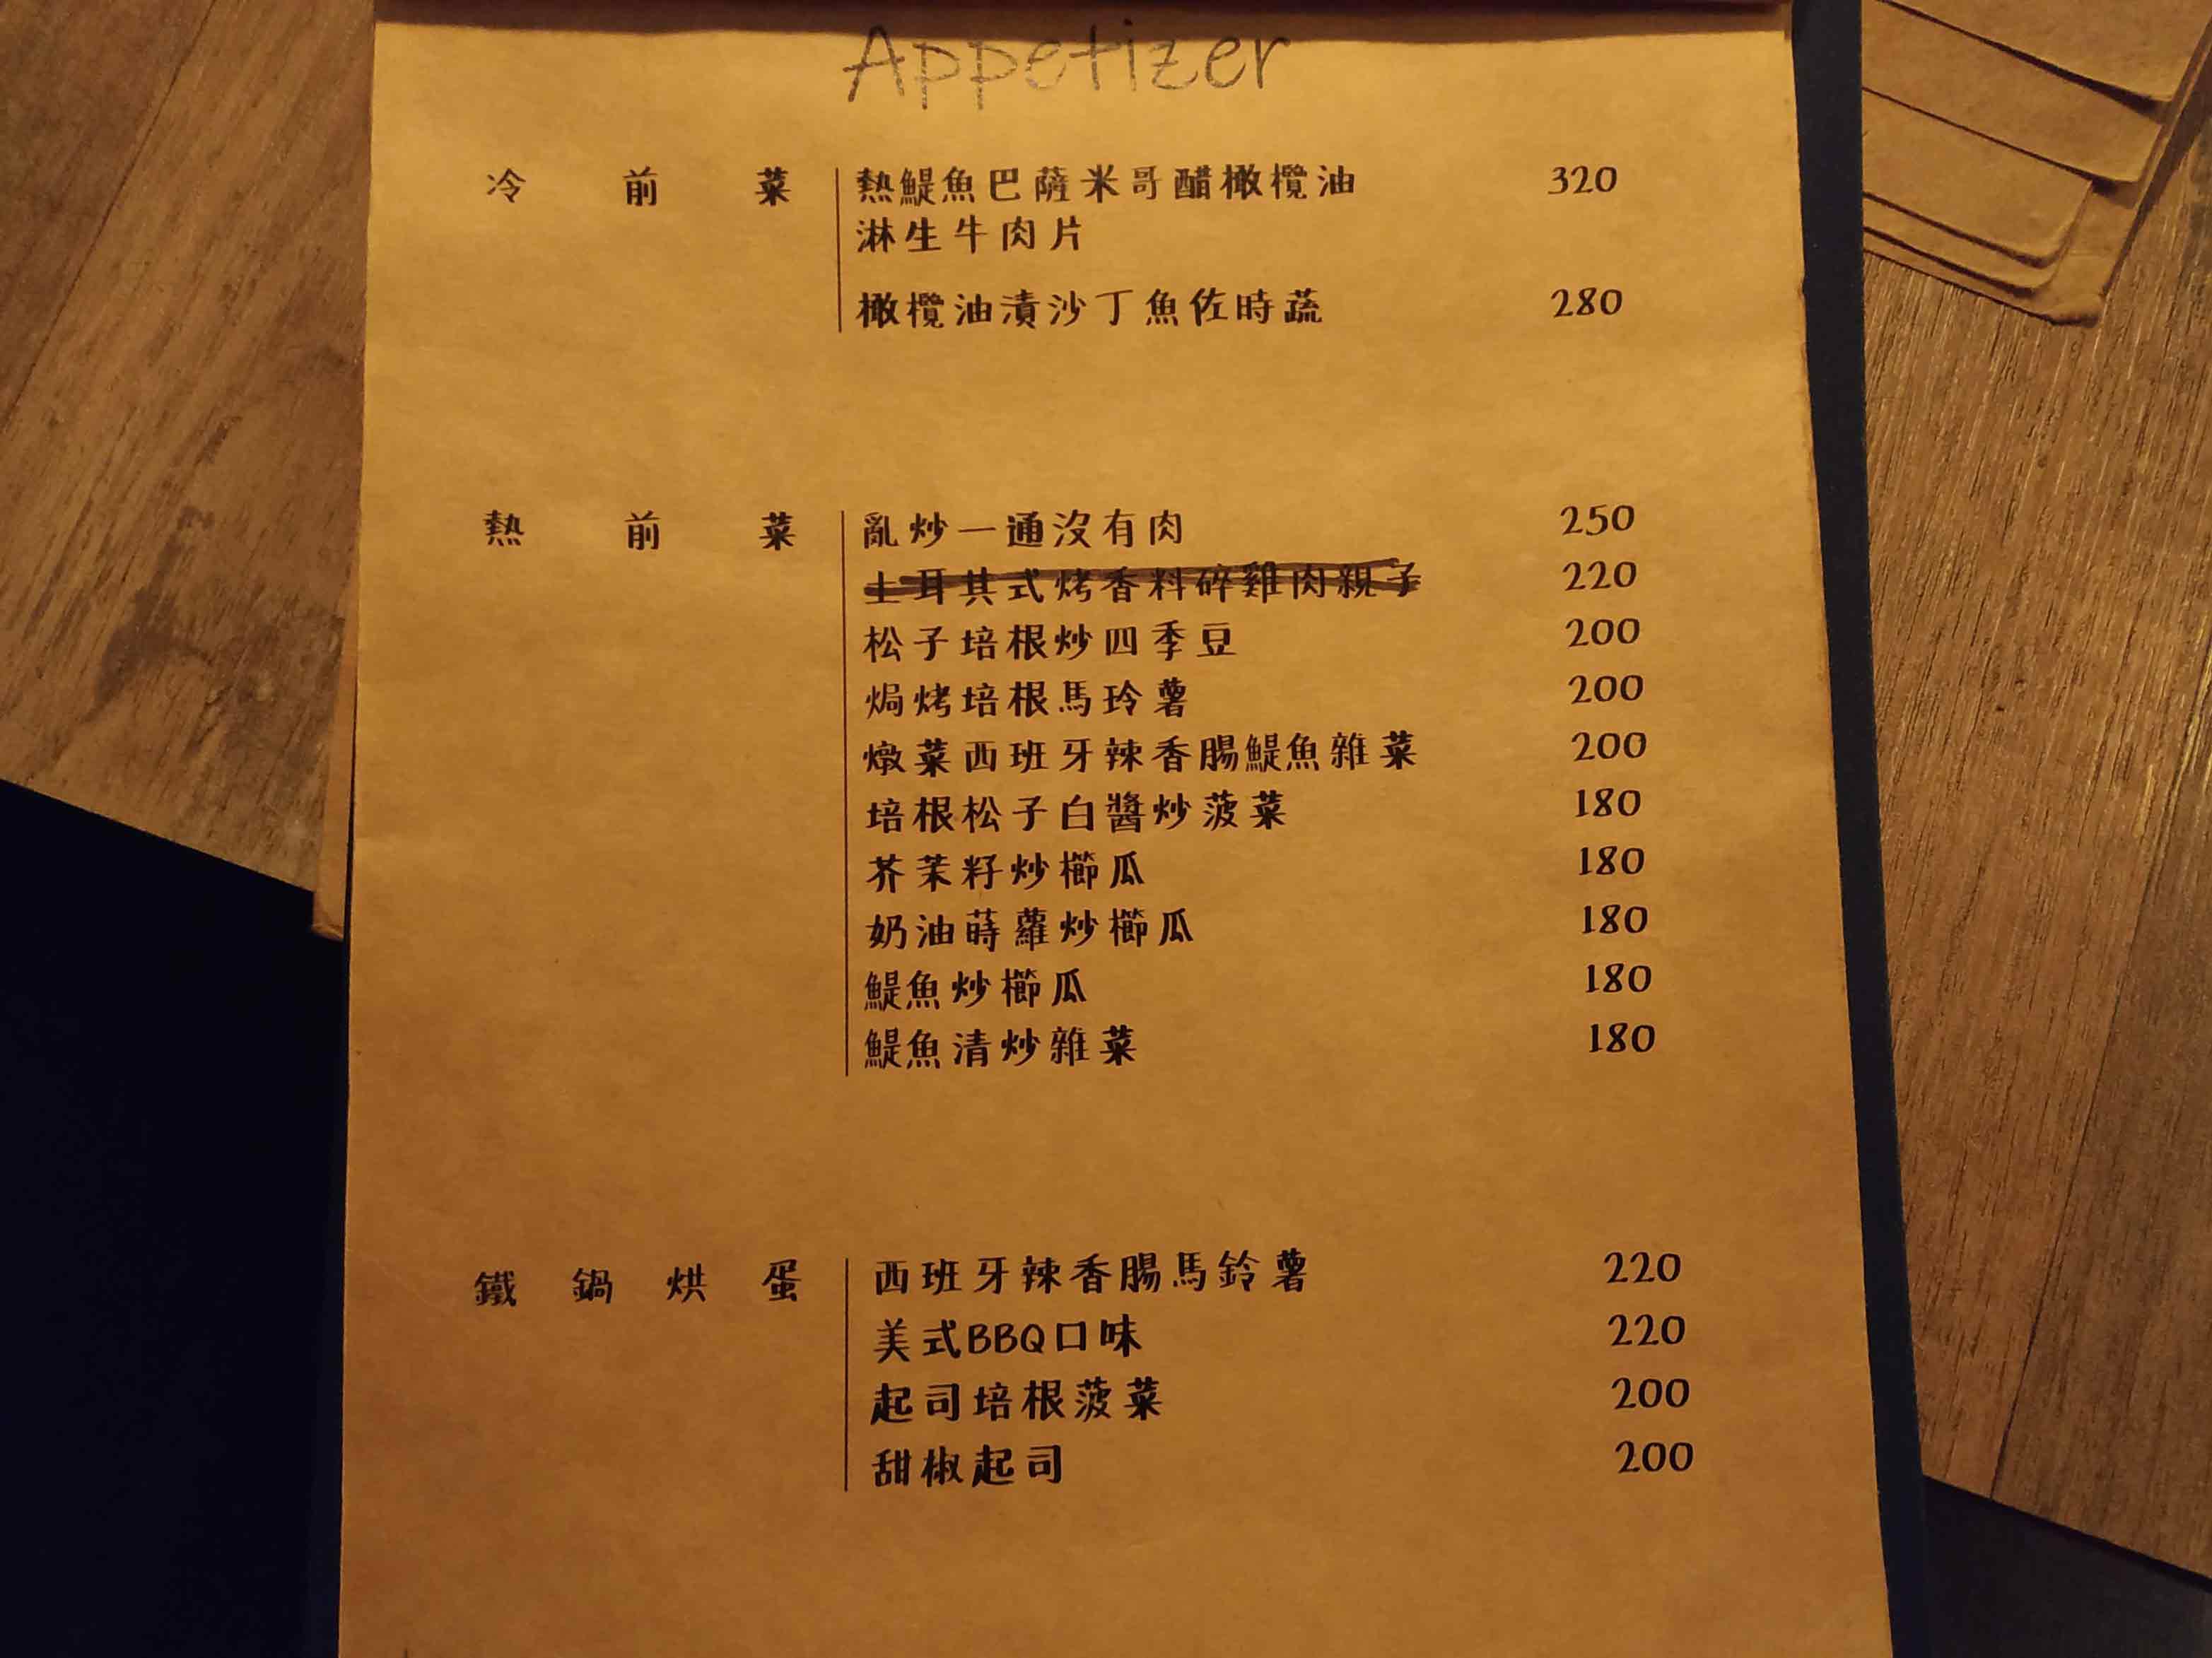 Appetizer
冷前菜 熱鯷魚巴薩米哥醋橄欖油 320
淋生牛肉片
橄欖油漬沙丁魚佐時蔬 280
熱前菜 亂炒一通沒有肉 250
土耳其式烤香料碎雞肉親子 220
松子培根炒四季豆 200
焗烤培根馬玲薯 200
燉菜西班牙辣香腸鯷魚雜菜 200
培根松子白醬炒菠菜 180
芥茉籽炒櫛瓜 180
奶油蒔蘿炒櫛瓜 180
鯷魚炒櫛瓜 180
鯷魚清炒雜菜 180
鐵鍋烘蛋 西班牙辣香腸馬鈴薯 220
美式BBQ口味 220
起司培根菠菜 200
甜椒起司 200